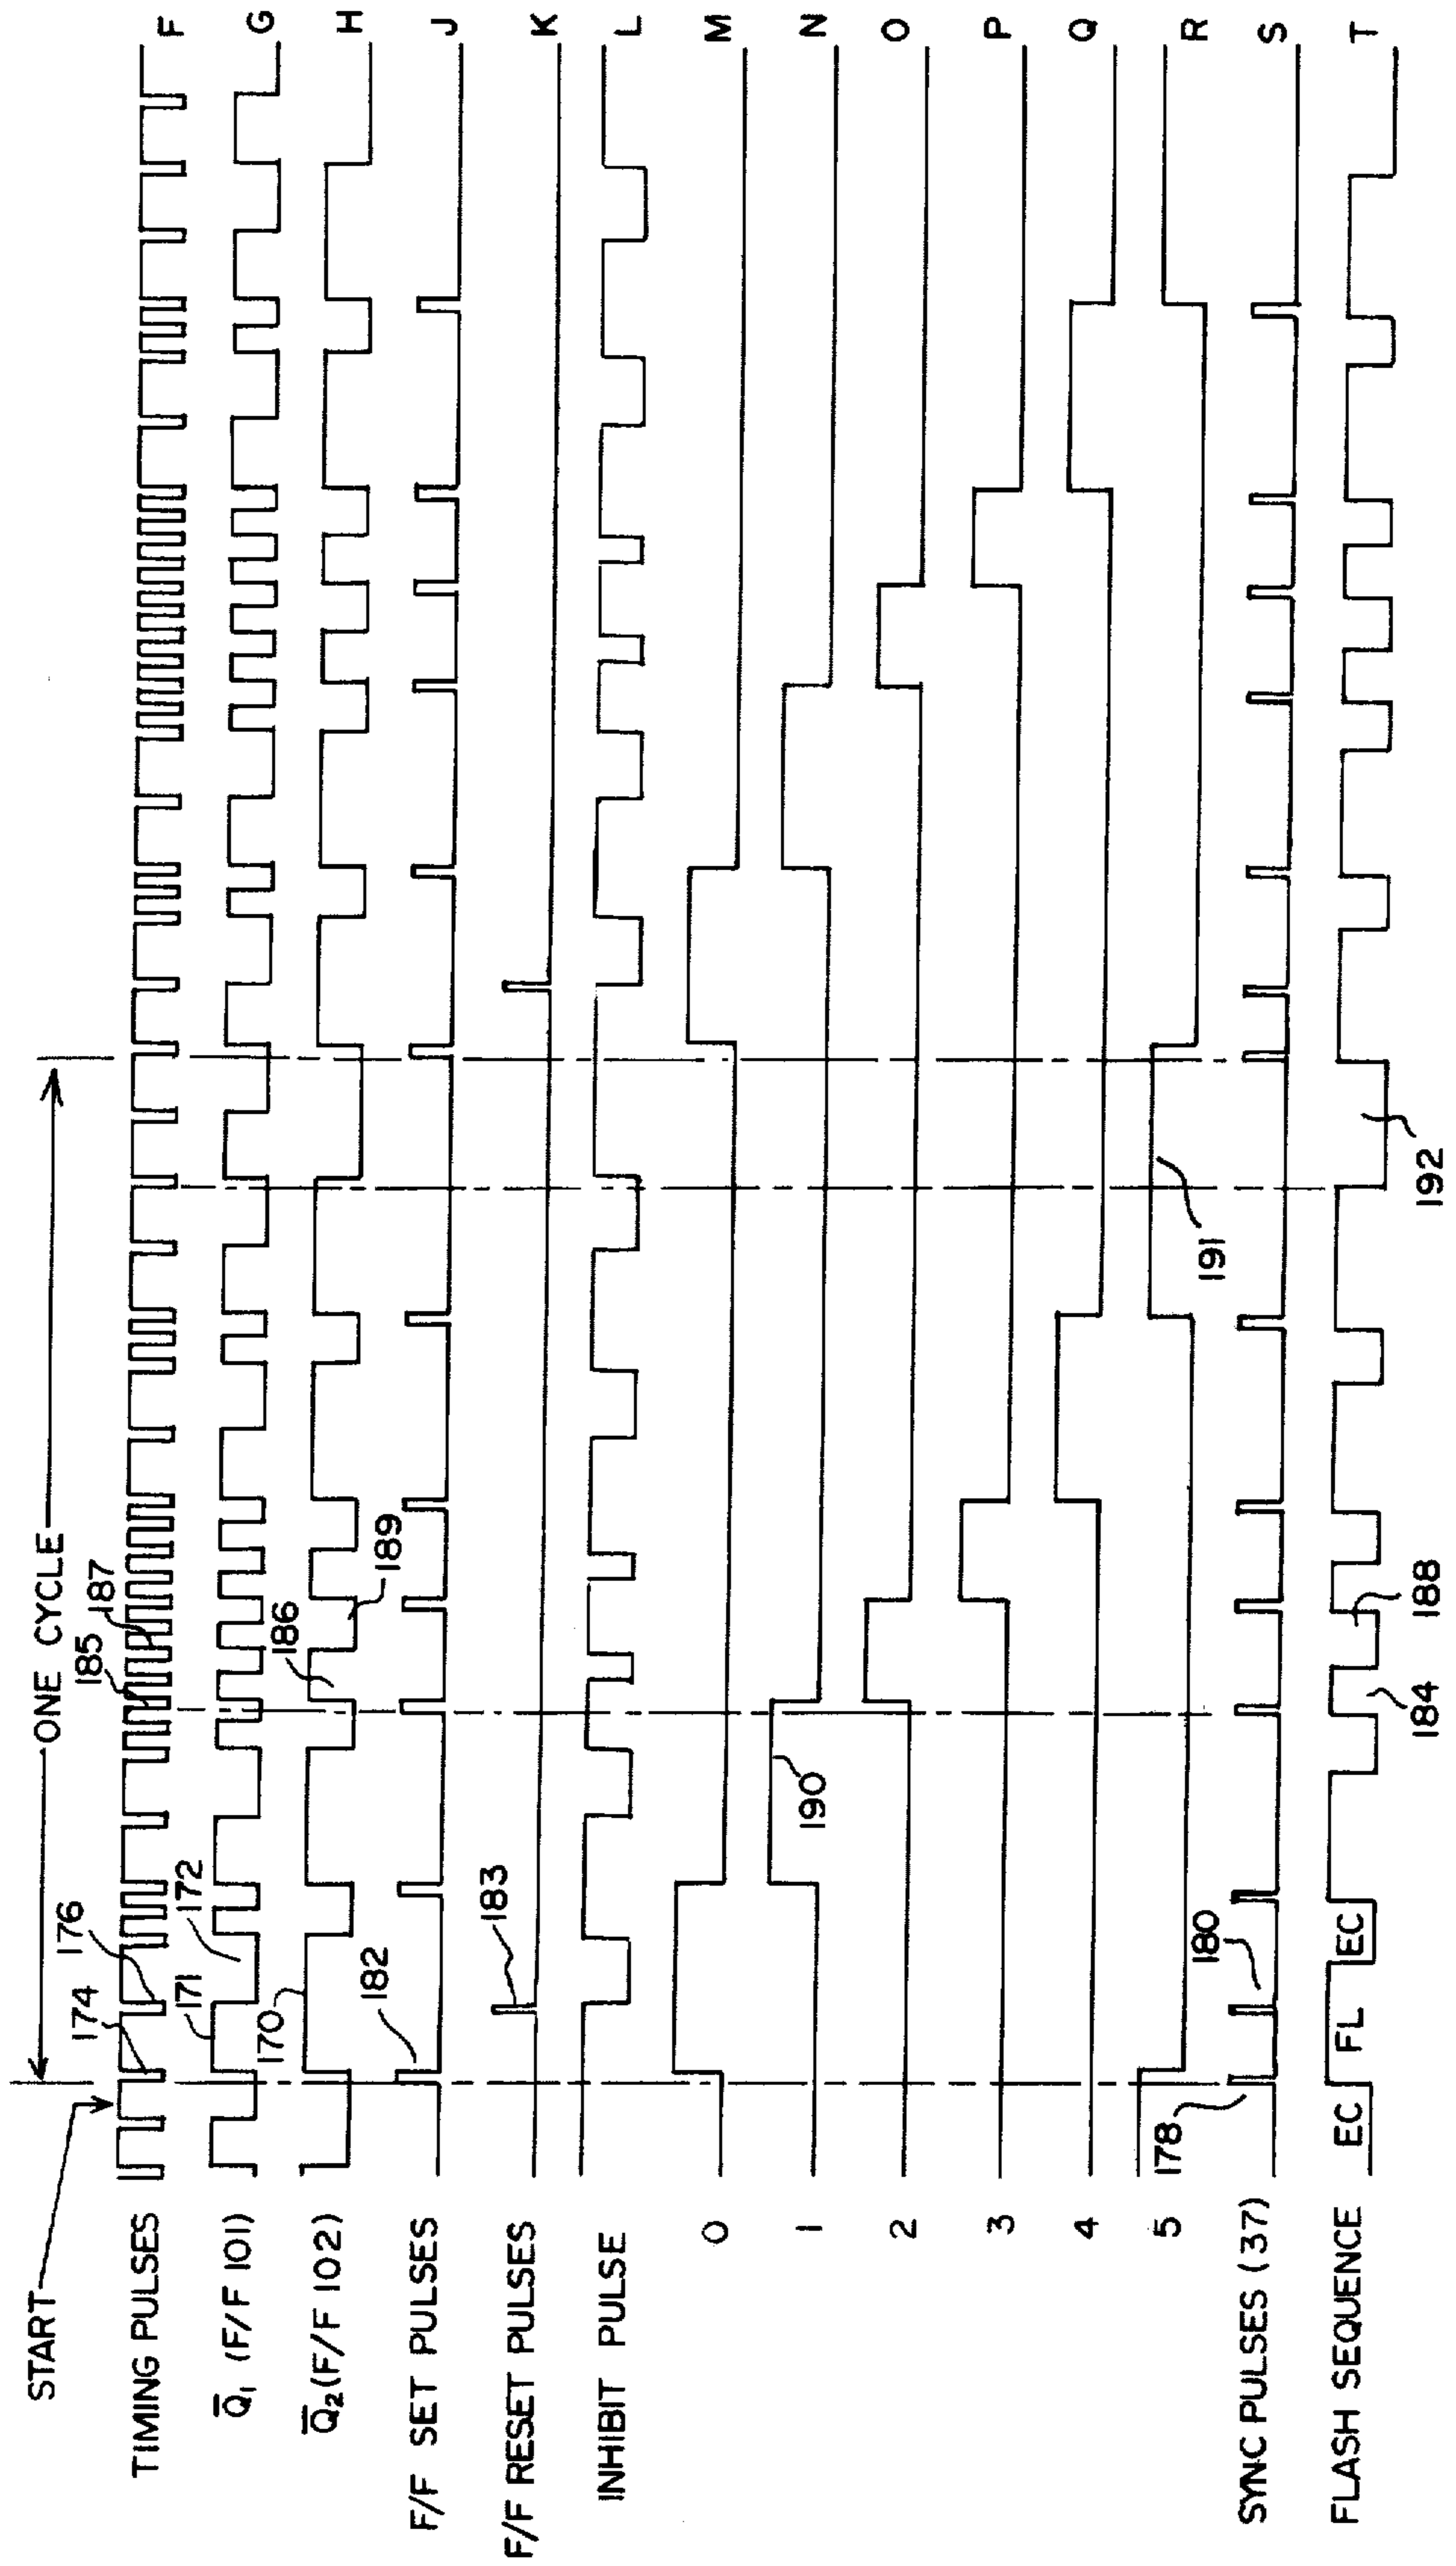 START
ONE CYCLE
TIMING PULSES
174
176
185
187
F
Q̅₁ (F/F 101)
171
172
G
Q̅₂ (F/F 102)
170
186
189
H
F/F SET PULSES
182
J
F/F RESET PULSES
183
K
INHIBIT PULSE
L
0
M
1
190
N
2
O
3
P
4
Q
5
191
R
SYNC PULSES (37)
178
180
S
FLASH SEQUENCE
EC
FL
EC
184
188
192
T